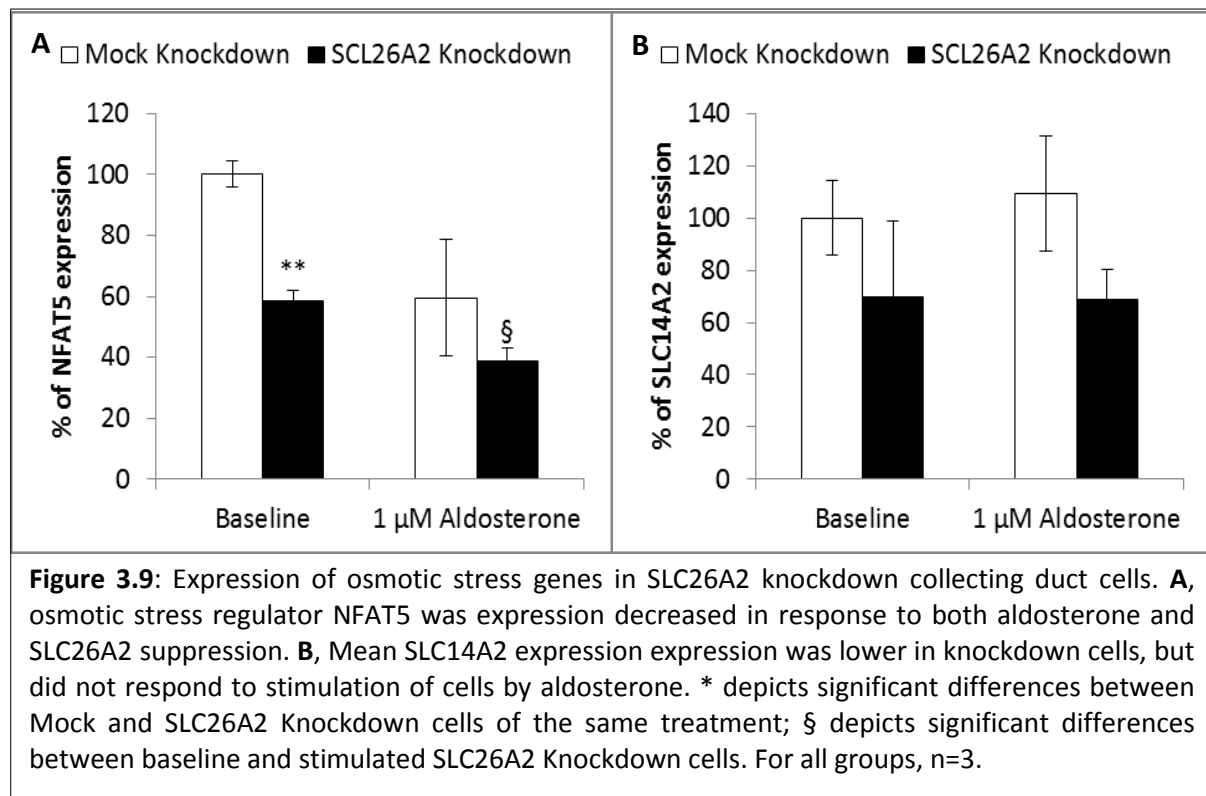 A □ Mock Knockdown ■ SCL26A2 Knockdown
% of NFAT5 expression
120
100
80
60
40
20
0
**
§
Baseline 1 µM Aldosterone
B □ Mock Knockdown ■ SCL26A2 Knockdown
% of SLC14A2 expression
140
120
100
80
60
40
20
0
Baseline 1 µM Aldosterone
Figure 3.9: Expression of osmotic stress genes in SLC26A2 knockdown collecting duct cells. A,
osmotic stress regulator NFAT5 was expression decreased in response to both aldosterone and
SLC26A2 suppression. B, Mean SLC14A2 expression expression was lower in knockdown cells, but
did not respond to stimulation of cells by aldosterone. * depicts significant differences between
Mock and SLC26A2 Knockdown cells of the same treatment; § depicts significant differences
between baseline and stimulated SLC26A2 Knockdown cells. For all groups, n=3.